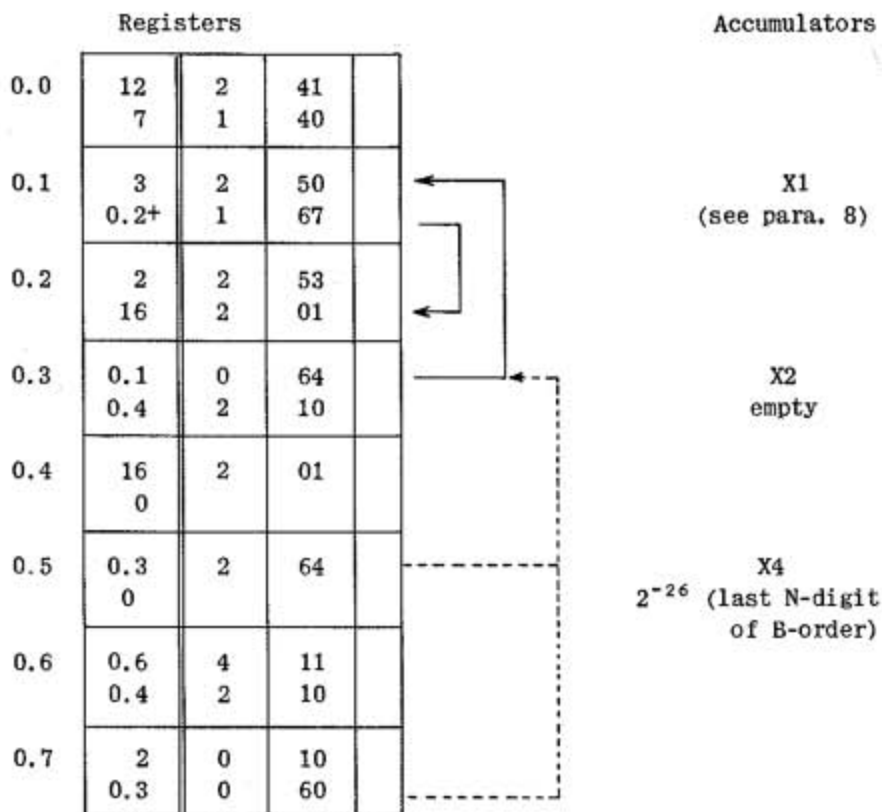 Registers Accumulators
0.0 12 2 41
7 1 40
0.1 3 2 50 X1
0.2+ 1 67 (see para. 8)
0.2 2 2 53
16 2 01
0.3 0.1 0 64 X2
0.4 2 10 empty
0.4 16 2 01
0
0.5 0.3 2 64 X4
0 2⁻²⁶ (last N-digit
of B-order)
0.6 0.6 4 11
0.4 2 10
0.7 2 0 10
0.3 0 60